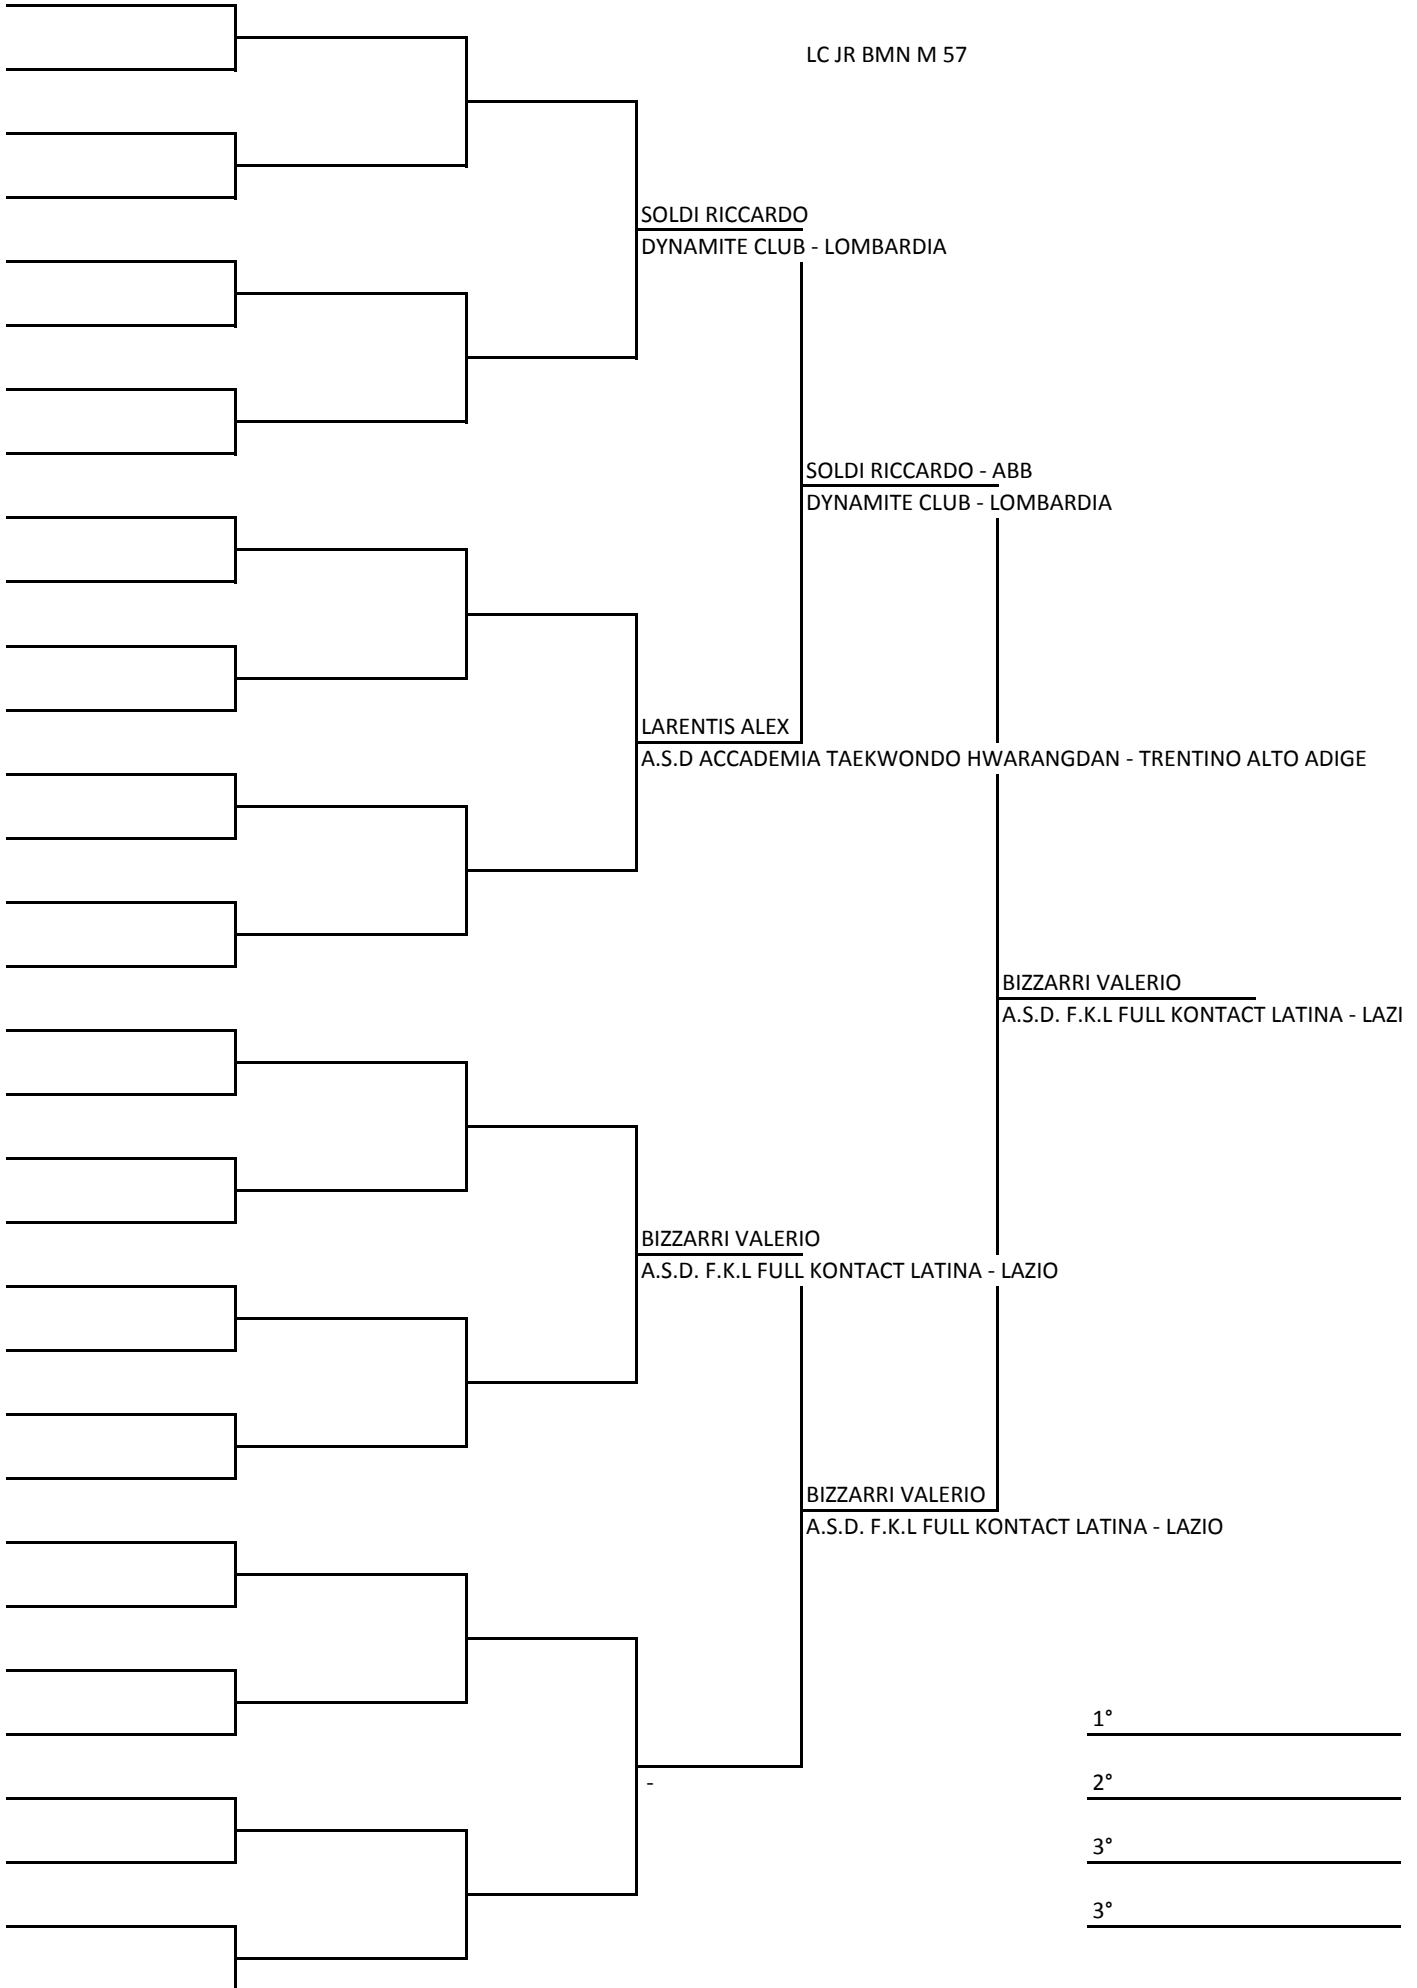 LC JR BMN M 57
SOLDI RICCARDO
DYNAMITE CLUB - LOMBARDIA
SOLDI RICCARDO - ABB
DYNAMITE CLUB - LOMBARDIA
LARENTIS ALEX
A.S.D ACCADEMIA TAEKWONDO HWARANGDAN - TRENTINO ALTO ADIGE
BIZZARRI VALERIO
A.S.D. F.K.L FULL KONTACT LATINA - LAZI
BIZZARRI VALERIO
A.S.D. F.K.L FULL KONTACT LATINA - LAZIO
BIZZARRI VALERIO
A.S.D. F.K.L FULL KONTACT LATINA - LAZIO
1°
-
2°
3°
3°